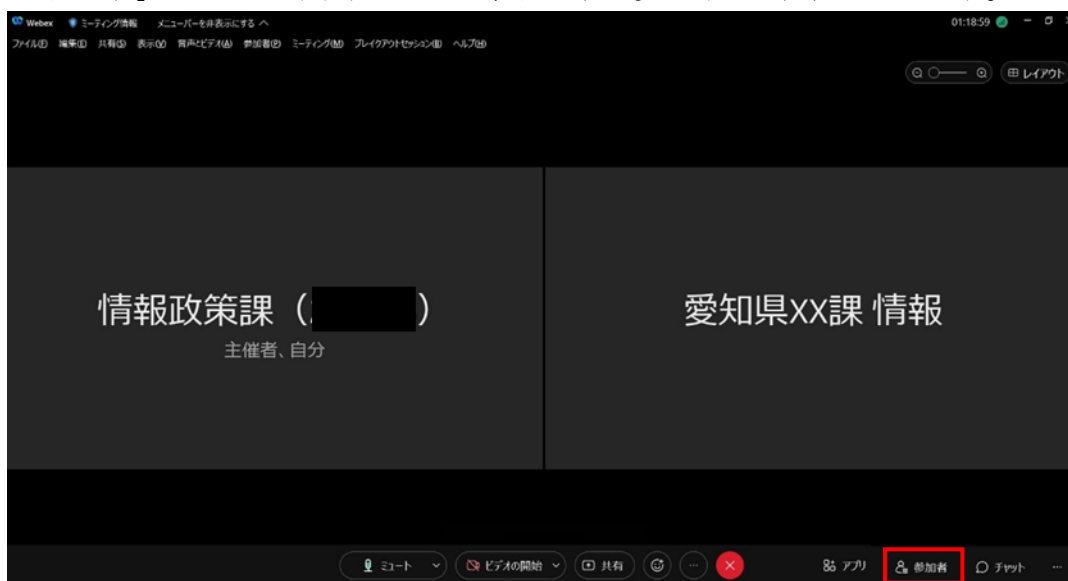 Webex ミーティング情報 メニューバーを非表示にする へ 01:18:59
ファイル(F) 編集(E) 共有(S) 表示(V) 音声とビデオ(A) 参加者(P) ミーティング(M) ブレイクアウトセッション(B) ヘルプ(H)
レイアウト
情報政策課（ ）
主催者、自分
愛知県XX課 情報
ミュート ビデオの開始 共有 アプリ 参加者 チャット